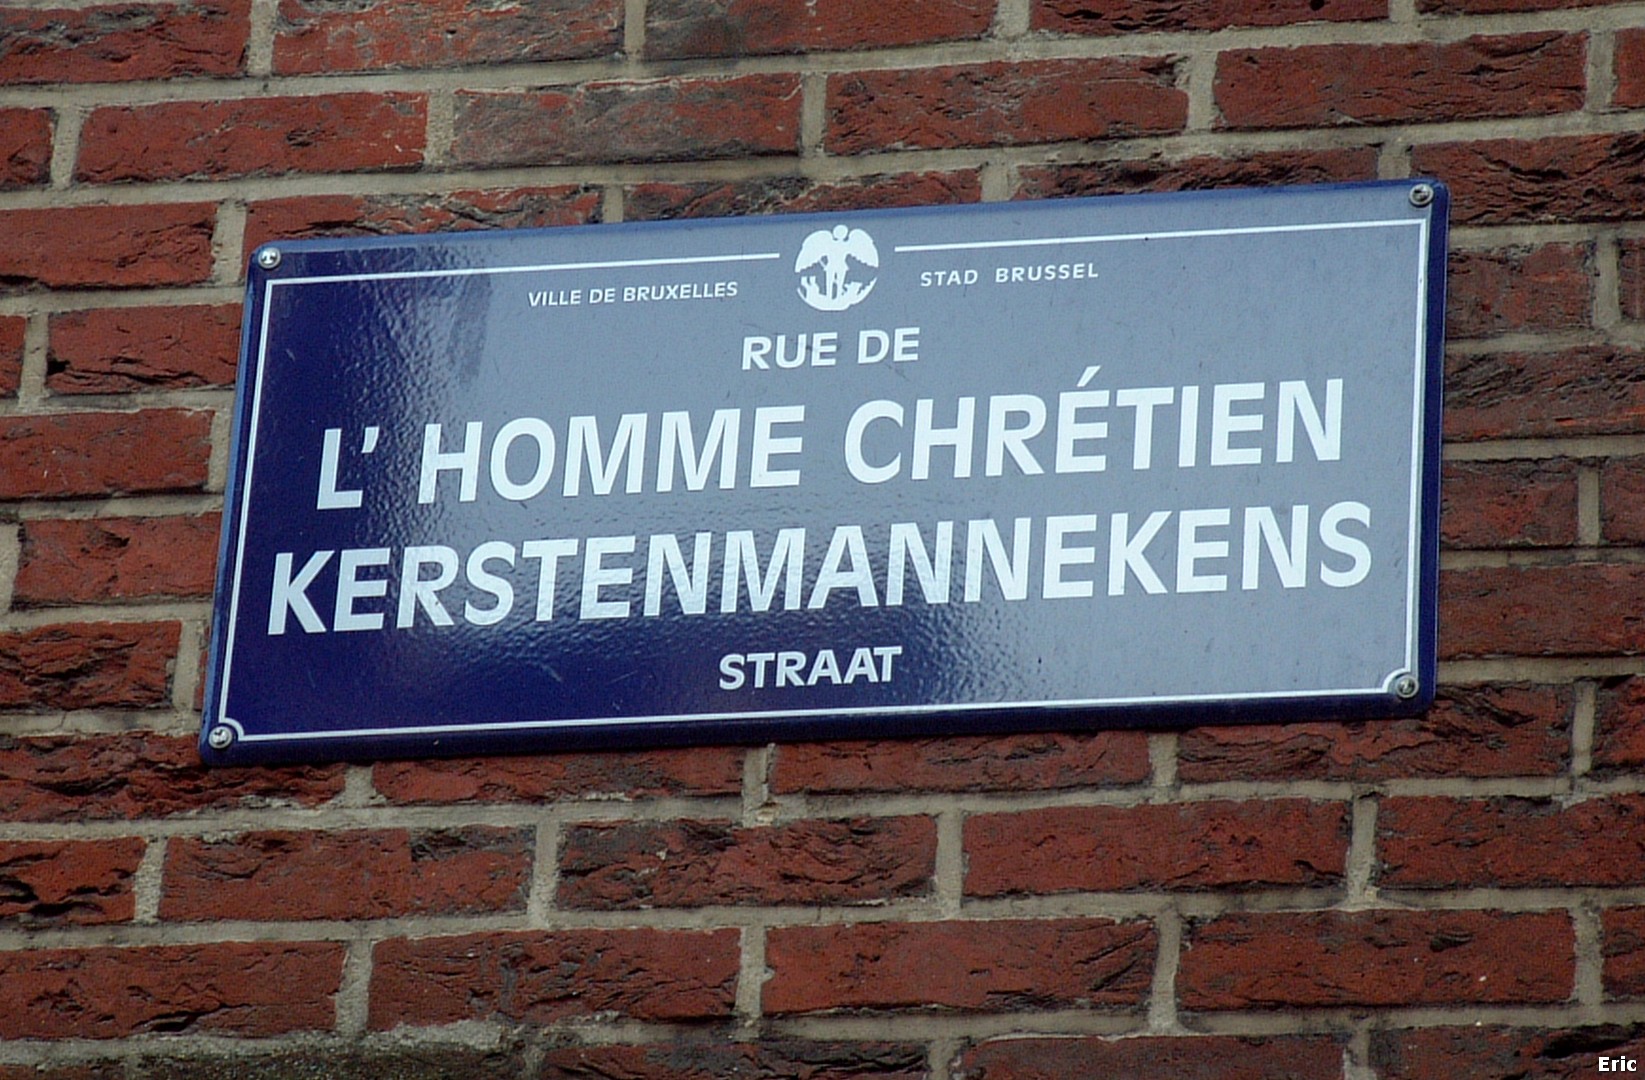 VILLE DE BRUXELLES STAD BRUSSEL
RUE DE
L' HOMME CHRÉTIEN
KERSTENMANNEKENS
STRAAT
Eric